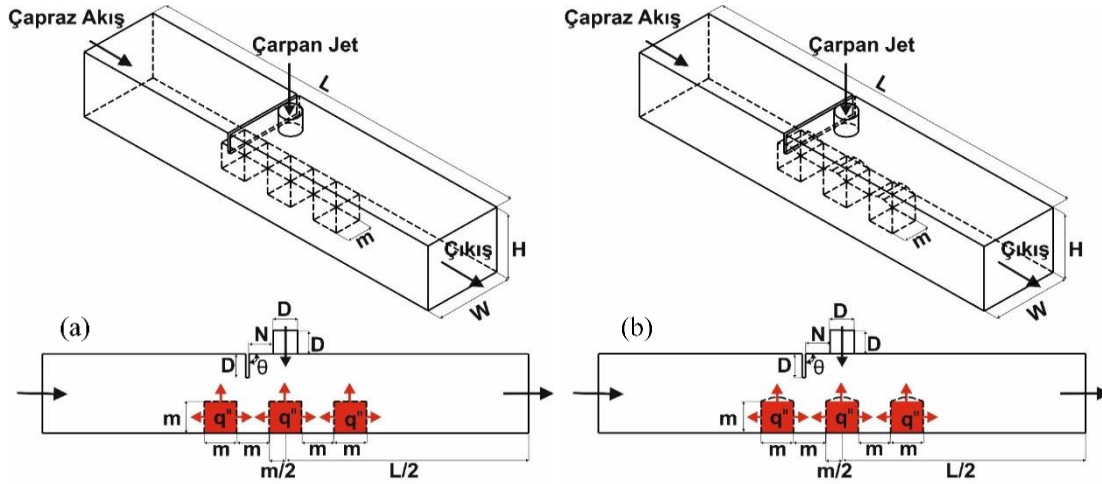 Çapraz Akış
Çarpan Jet
L
m
Çıkış
H
W
(a)
D
N
D
D
θ
m
q" q" q"
m m m m
m/2
L/2
Çapraz Akış
Çarpan Jet
L
m
Çıkış
H
W
(b)
D
N
D
D
θ
m
q" q" q"
m m m m
m/2
L/2